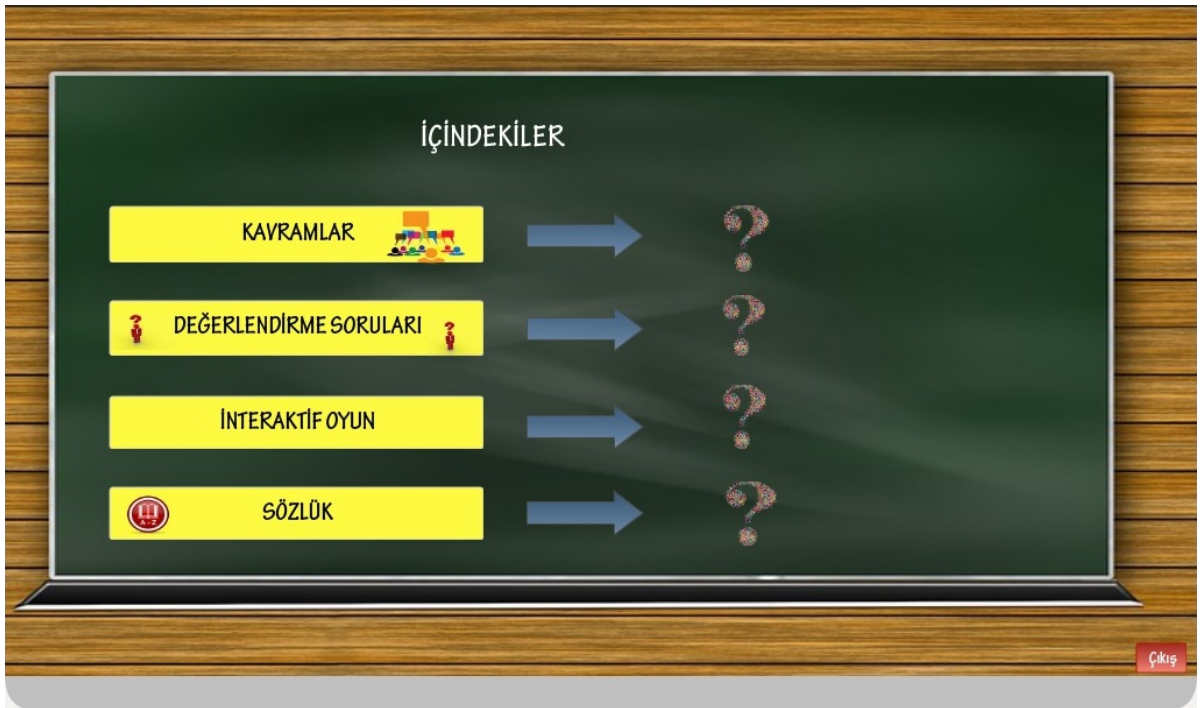 İÇİNDEKİLER
KAVRAMLAR
? DEĞERLENDİRME SORULARI ?
İNTERAKTİF OYUN
A-Z SÖZLÜK
?
?
?
?
Çıkış